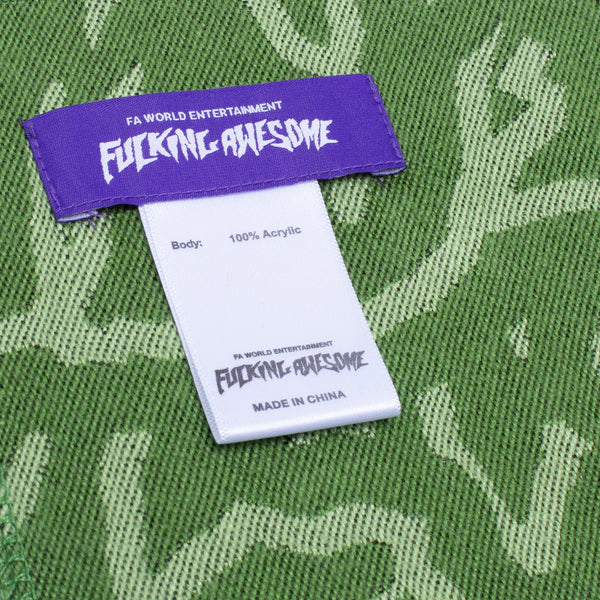 FA WORLD ENTERTAINMENT
FUCKING AWESOME
Body: 100% Acrylic
FA WORLD ENTERTAINMENT
FUCKING AWESOME
MADE IN CHINA